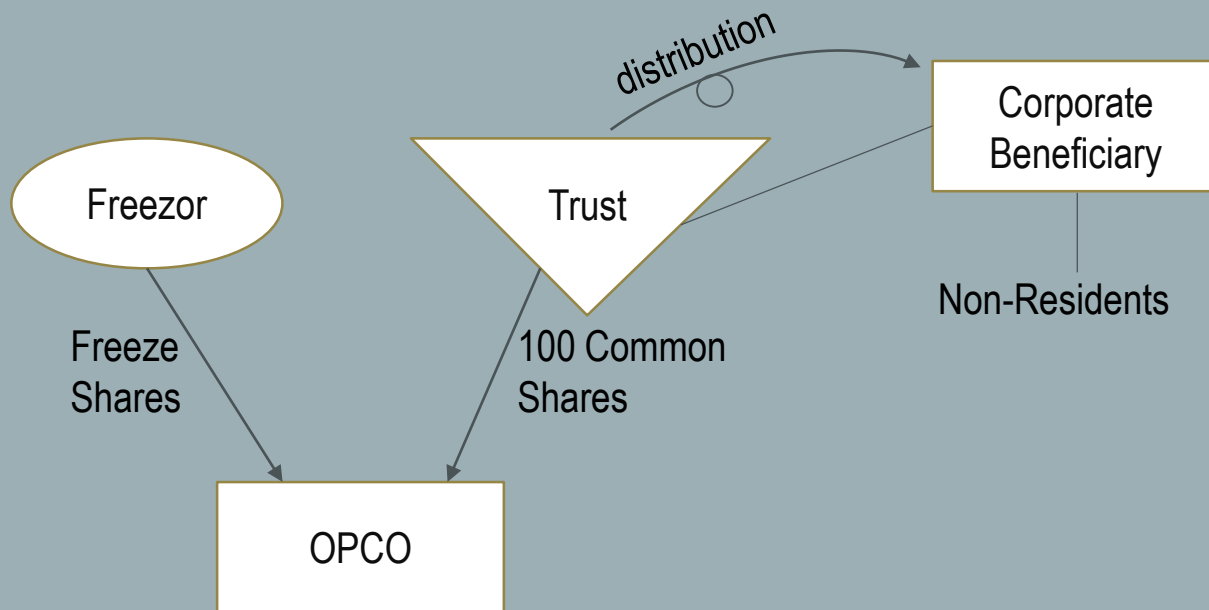 distribution
Corporate
Beneficiary
Freezor
Trust
Non-Residents
Freeze
Shares
100 Common
Shares
OPCO